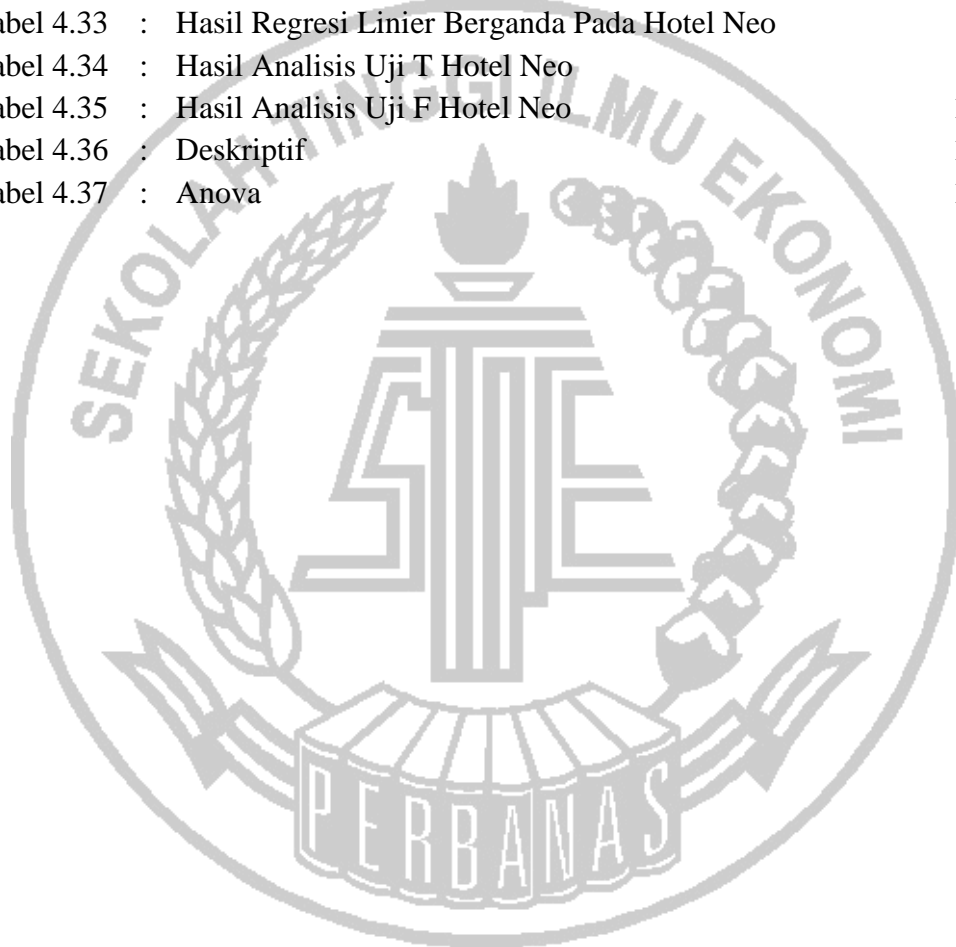 abel 4.33 : Hasil Regresi Linier Berganda Pada Hotel Neo
abel 4.34 : Hasil Analisis Uji T Hotel Neo
abel 4.35 : Hasil Analisis Uji F Hotel Neo
abel 4.36 : Deskriptif
abel 4.37 : Anova
SEKOLAH TINGGI ILMU EKONOMI
STIE
PERBANAS